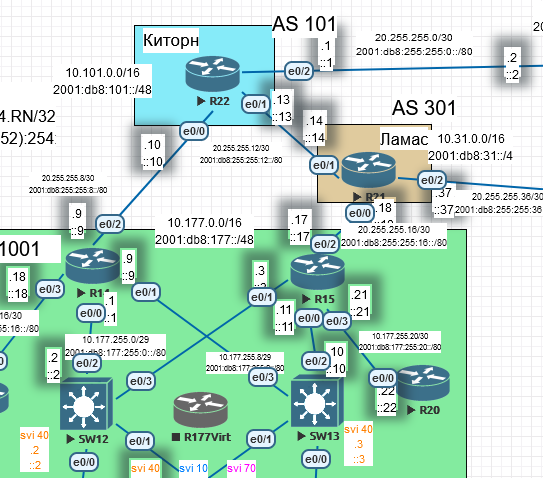 AS 101
20
Киторн
20.255.255.0/30
2001:db8:255:255:0::/80
.1
::1
.2
::2
e0/2
R22
10.101.0.0/16
2001:db8:101::/48
e0/1
.13
::13
AS 301
4.RN/32
52):254
e0/0
.14
::14
Ламас
10.31.0.0/16
2001:db8:31::/4
.10
::10
20.255.255.12/30
2001:db8:255:255:12::/80
e0/1
R21
e0/2
.37
::37
20.255.255.36/30
2001:db8:255:255:36
20.255.255.8/30
2001:db8:255:255:8::/80
.18
e0/0
.9
::9
e0/2
10.177.0.0/16
2001:db8:177::/48
.17
::17
20.255.255.16/30
2001:db8:255:255:16::/80
e0/2
1001
.18
::18
e0/3
R14
.9
::9
e0/1
.3
e0/1
R15
.21
::21
.1
::1
e0/0
.11
::11
e0/0
e0/3
16/30
55:16::/80
10.177.255.0/29
2001:db8:177:255:0::/80
10.177.255.8/29
10.177.255.20/30
2001:db8:177:255:20::/80
.2
::2
e0/2
e0/3
e0/3
e0/2
.10
::10
e0/0
.22
::22
R20
SW12
R177Virt
SW13
svi 40
.2
::2
e0/0
e0/1
e0/1
e0/0
svi 40
.3
::3
svi 40
svi 10
svi 70